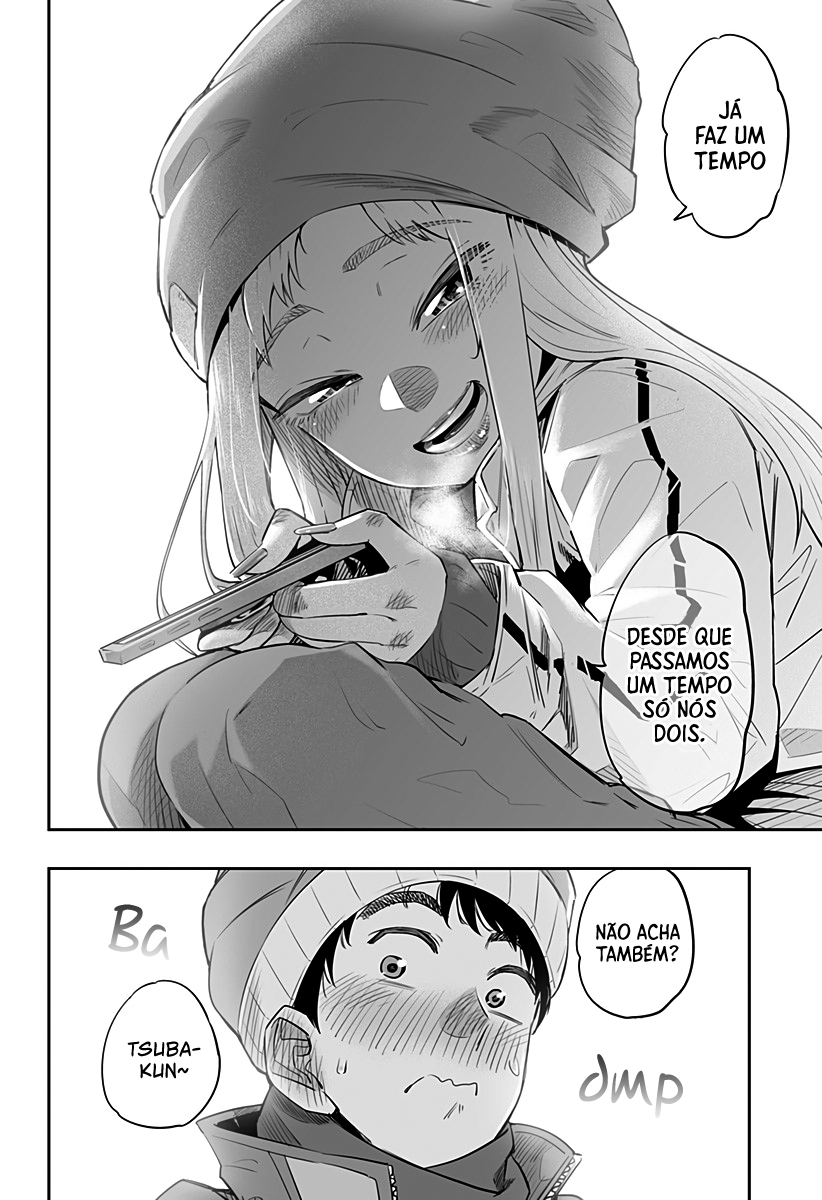 JÁ
FAZ UM
TEMPO
DESDE QUE
PASSAMOS
UM TEMPO
SÓ NÓS
DOIS.
NÃO ACHA
TAMBÉM?
Ba
dmp
TSUBA-
KUN~